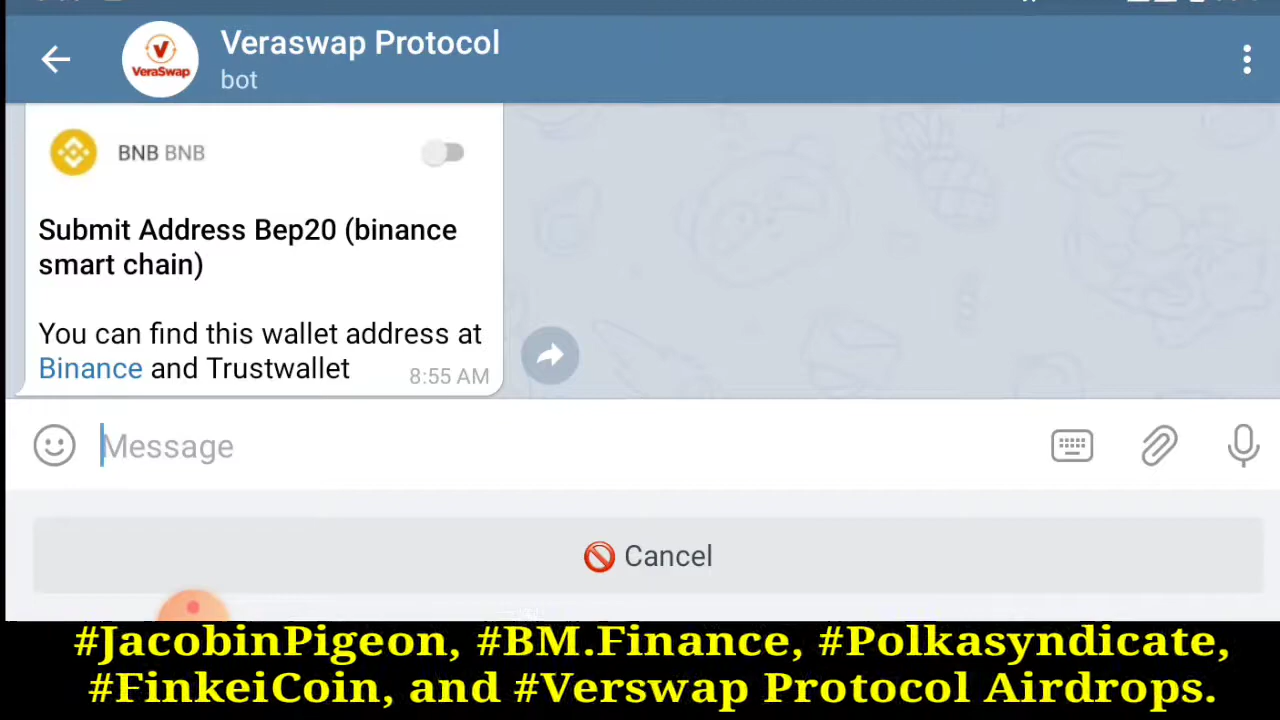 Veraswap Protocol
VeraSwap
bot
BNB BNB
Submit Address Bep20 (binance
smart chain)
You can find this wallet address at
Binance and Trustwallet
8:55 AM
Message
Cancel
#JacobinPigeon, #BM.Finance, #Polkasyndicate,
#FinkeiCoin, and #Verswap Protocol Airdrops.